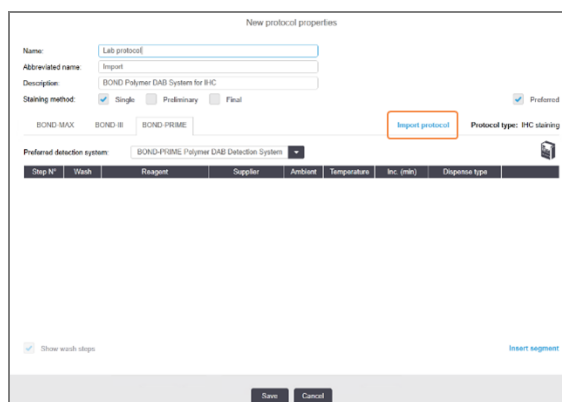 New protocol properties
Name: Lab protocol
Abbreviated name: Import
Description: BOND Polymer DAB System for IHC
Staining method: Single Preliminary Final Preferred
BOND-MAX BOND-III BOND-PRIME Import protocol Protocol type: IHC staining
Preferred detection system: BOND-PRIME Polymer DAB Detection System
Step N° Wash Reagent Supplier Ambient Temperature Inc. (min) Dispense type
Show wash steps Insert segment
Save Cancel